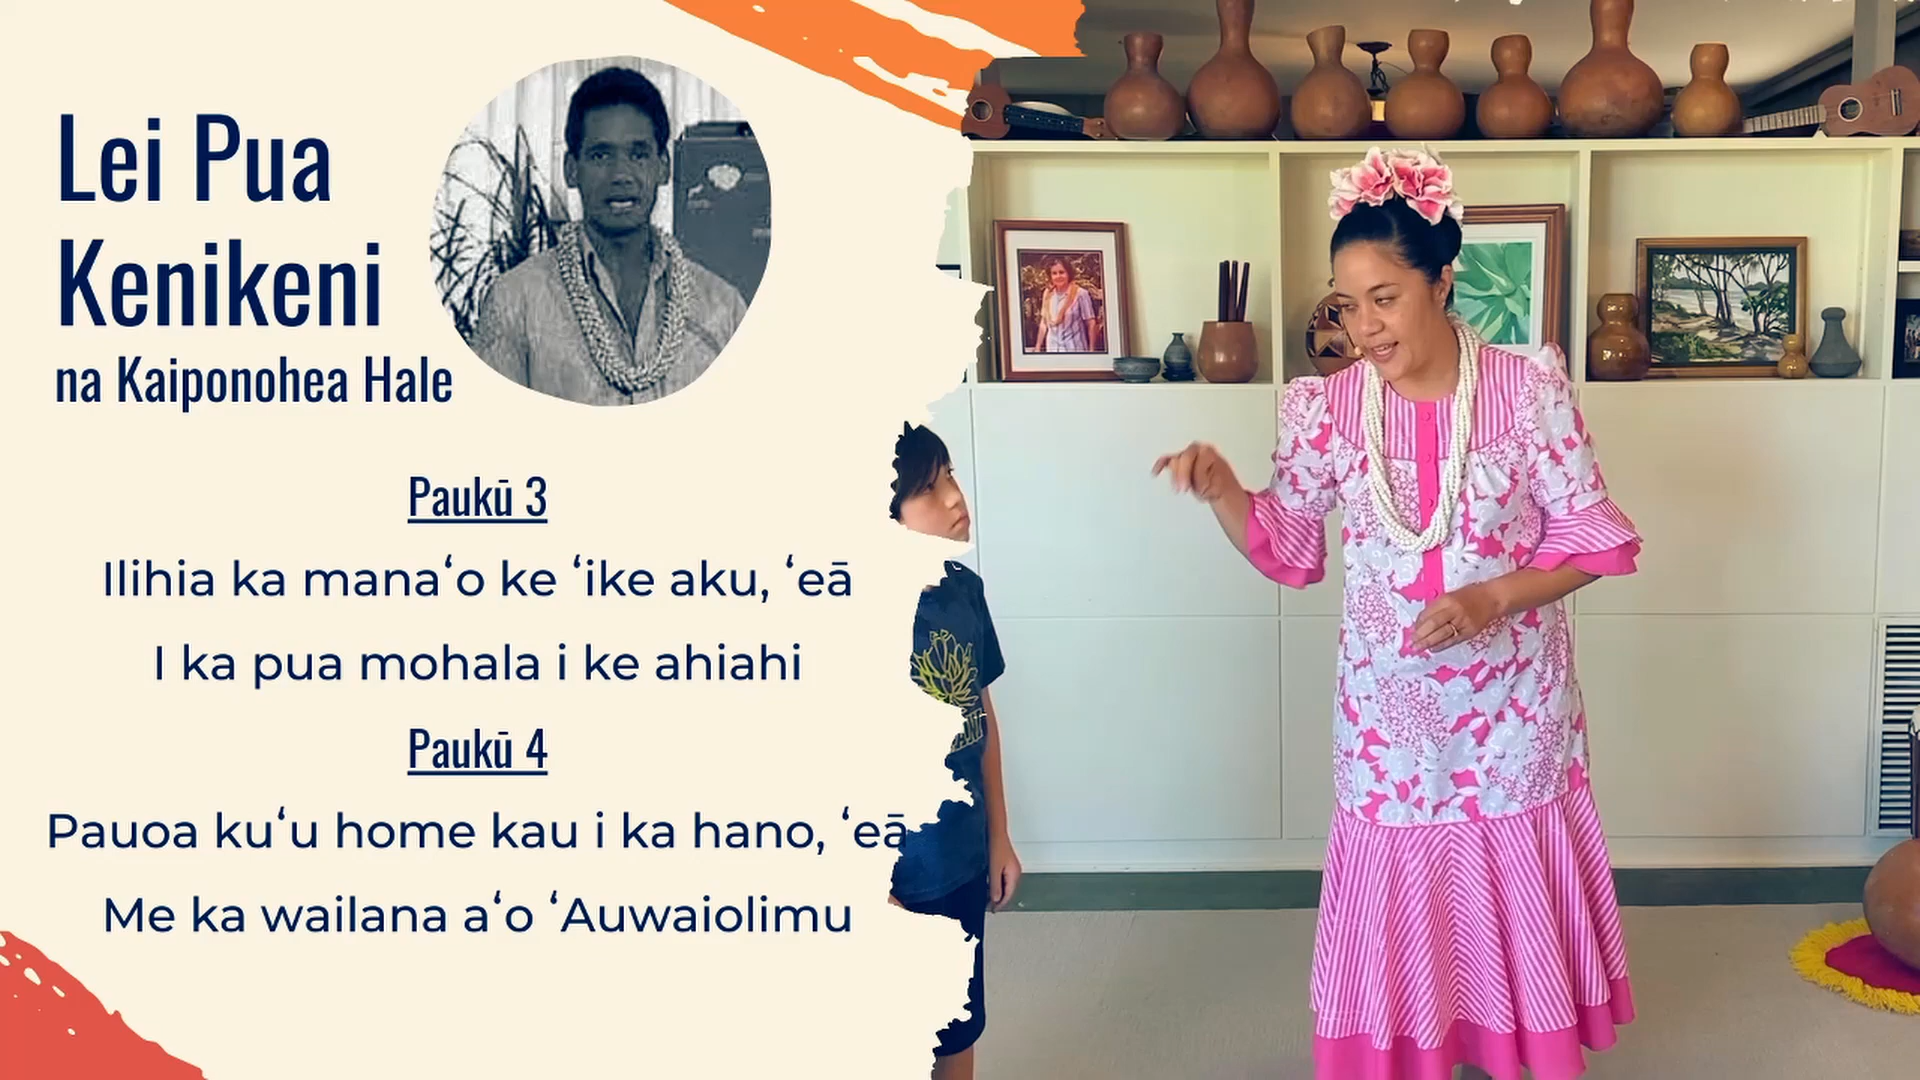 Lei Pua
Kenikeni
na Kaiponohea Hale
Paukū 3
Ilihia ka manaʻo ke ʻike aku, ʻeā
I ka pua mohala i ke ahiahi
Paukū 4
Pauoa kuʻu home kau i ka hano, ʻeā
Me ka wailana aʻo ʻAuwaiolimu